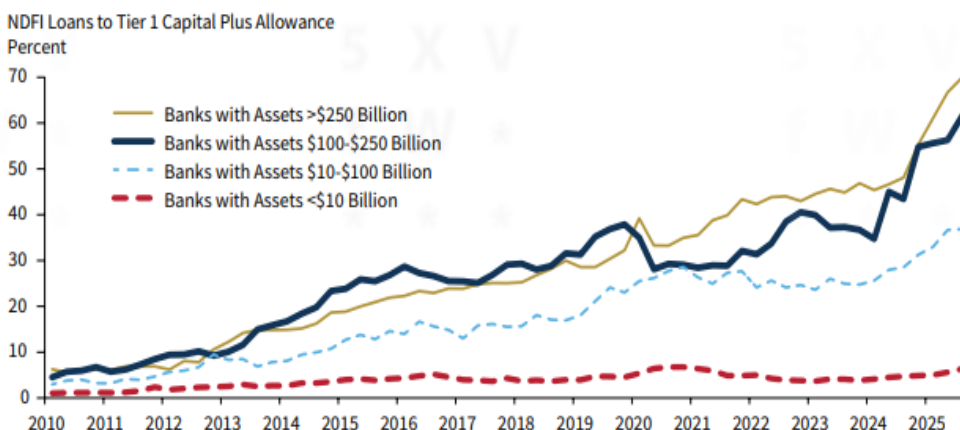 NDFI Loans to Tier 1 Capital Plus Allowance
Percent
70
60
50
40
30
20
10
0
Banks with Assets >$250 Billion
Banks with Assets $100-$250 Billion
Banks with Assets $10-$100 Billion
Banks with Assets <$10 Billion
2010 2011 2012 2013 2014 2015 2016 2017 2018 2019 2020 2021 2022 2023 2024 2025